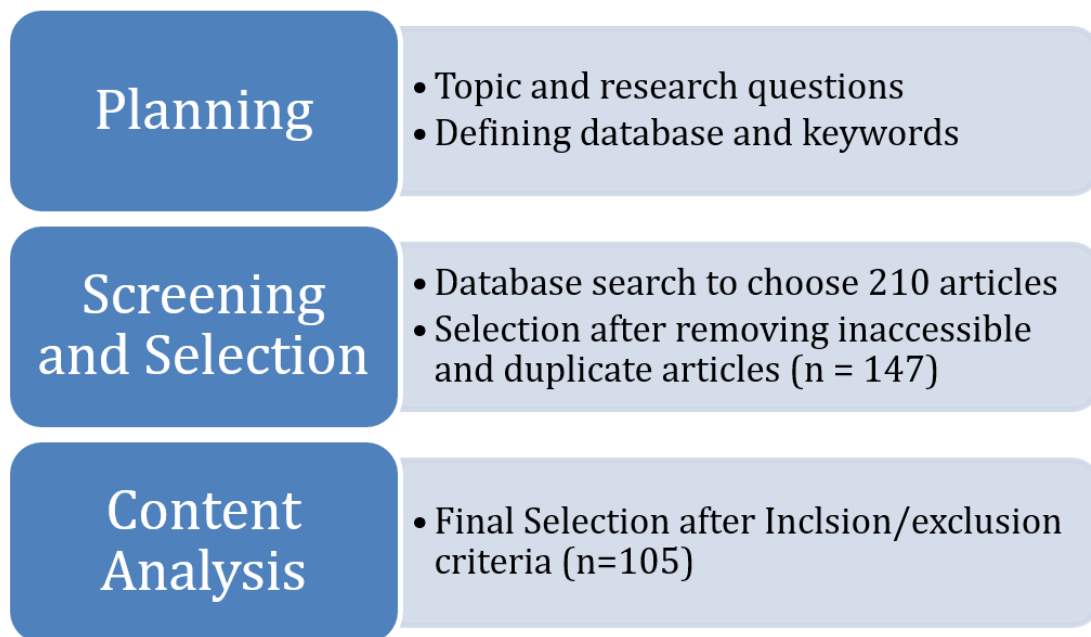 Planning
• Topic and research questions
• Defining database and keywords
Screening
and Selection
• Database search to choose 210 articles
• Selection after removing inaccessible
and duplicate articles (n = 147)
Content
Analysis
• Final Selection after Inclsion/exclusion
criteria (n=105)